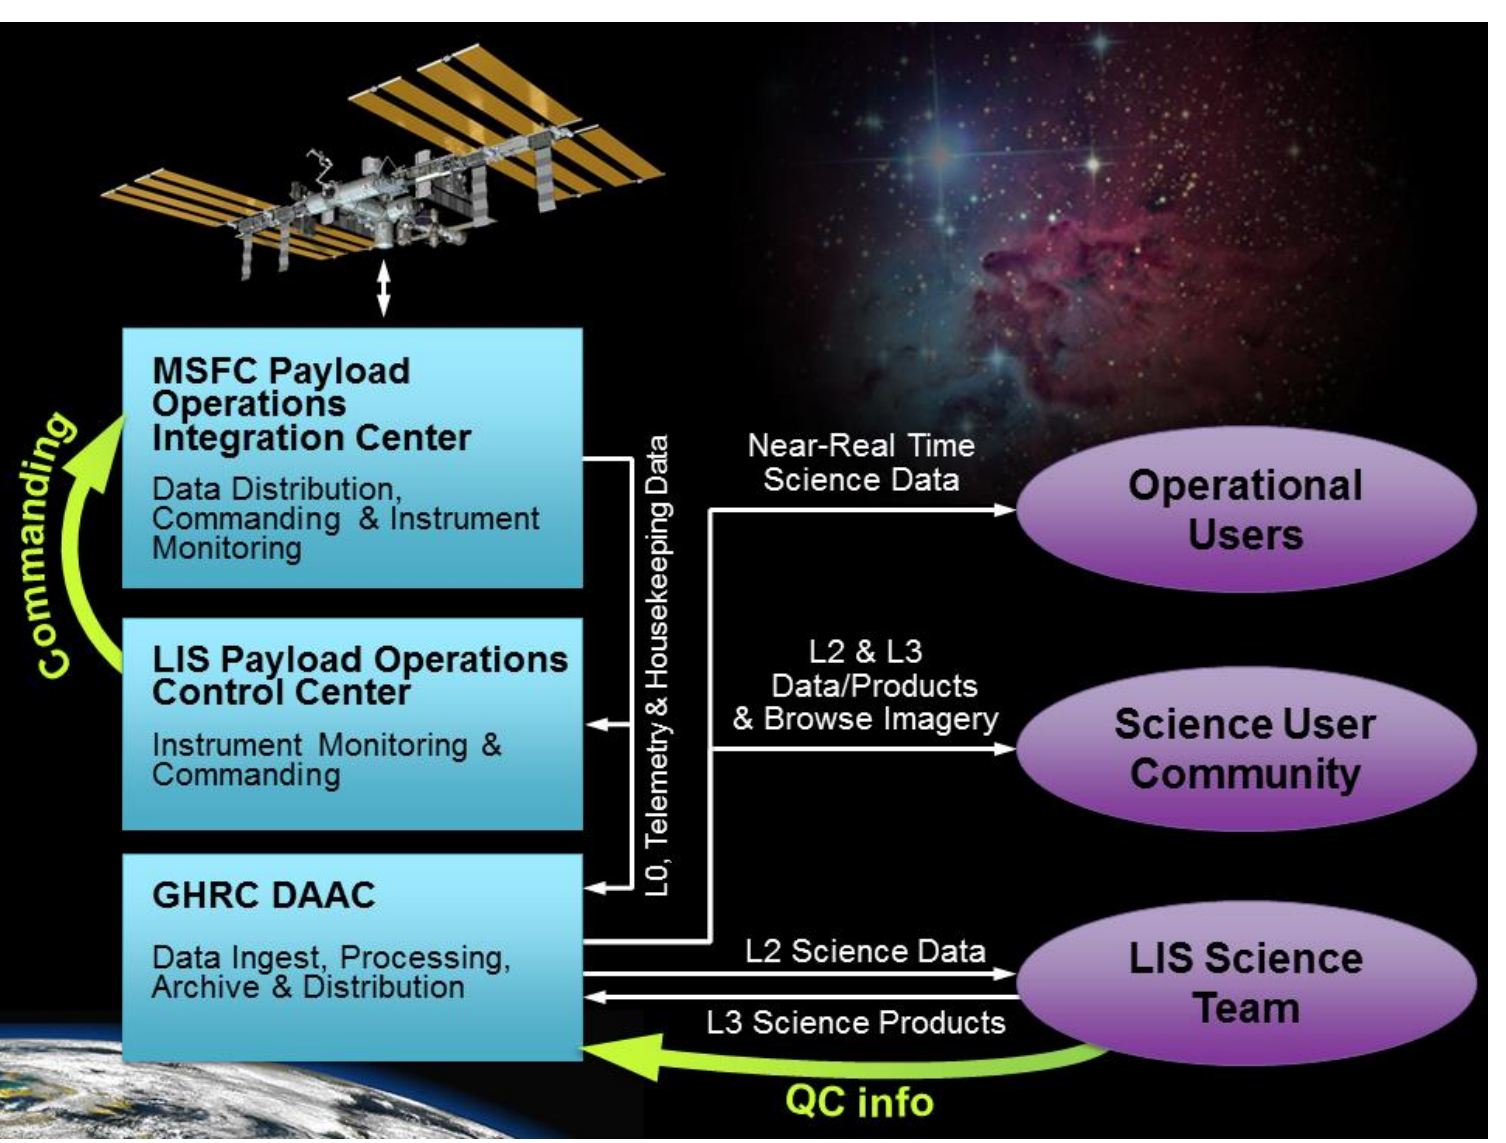 MSFC Payload
Operations
Integration Center
Data Distribution,
Commanding & Instrument
Monitoring
Commanding
LIS Payload Operations
Control Center
Instrument Monitoring &
Commanding
GHRC DAAC
Data Ingest, Processing,
Archive & Distribution
L0, Telemetry & Housekeeping Data
Near-Real Time
Science Data
Operational
Users
L2 & L3
Data/Products
& Browse Imagery
Science User
Community
L2 Science Data
L3 Science Products
LIS Science
Team
QC info